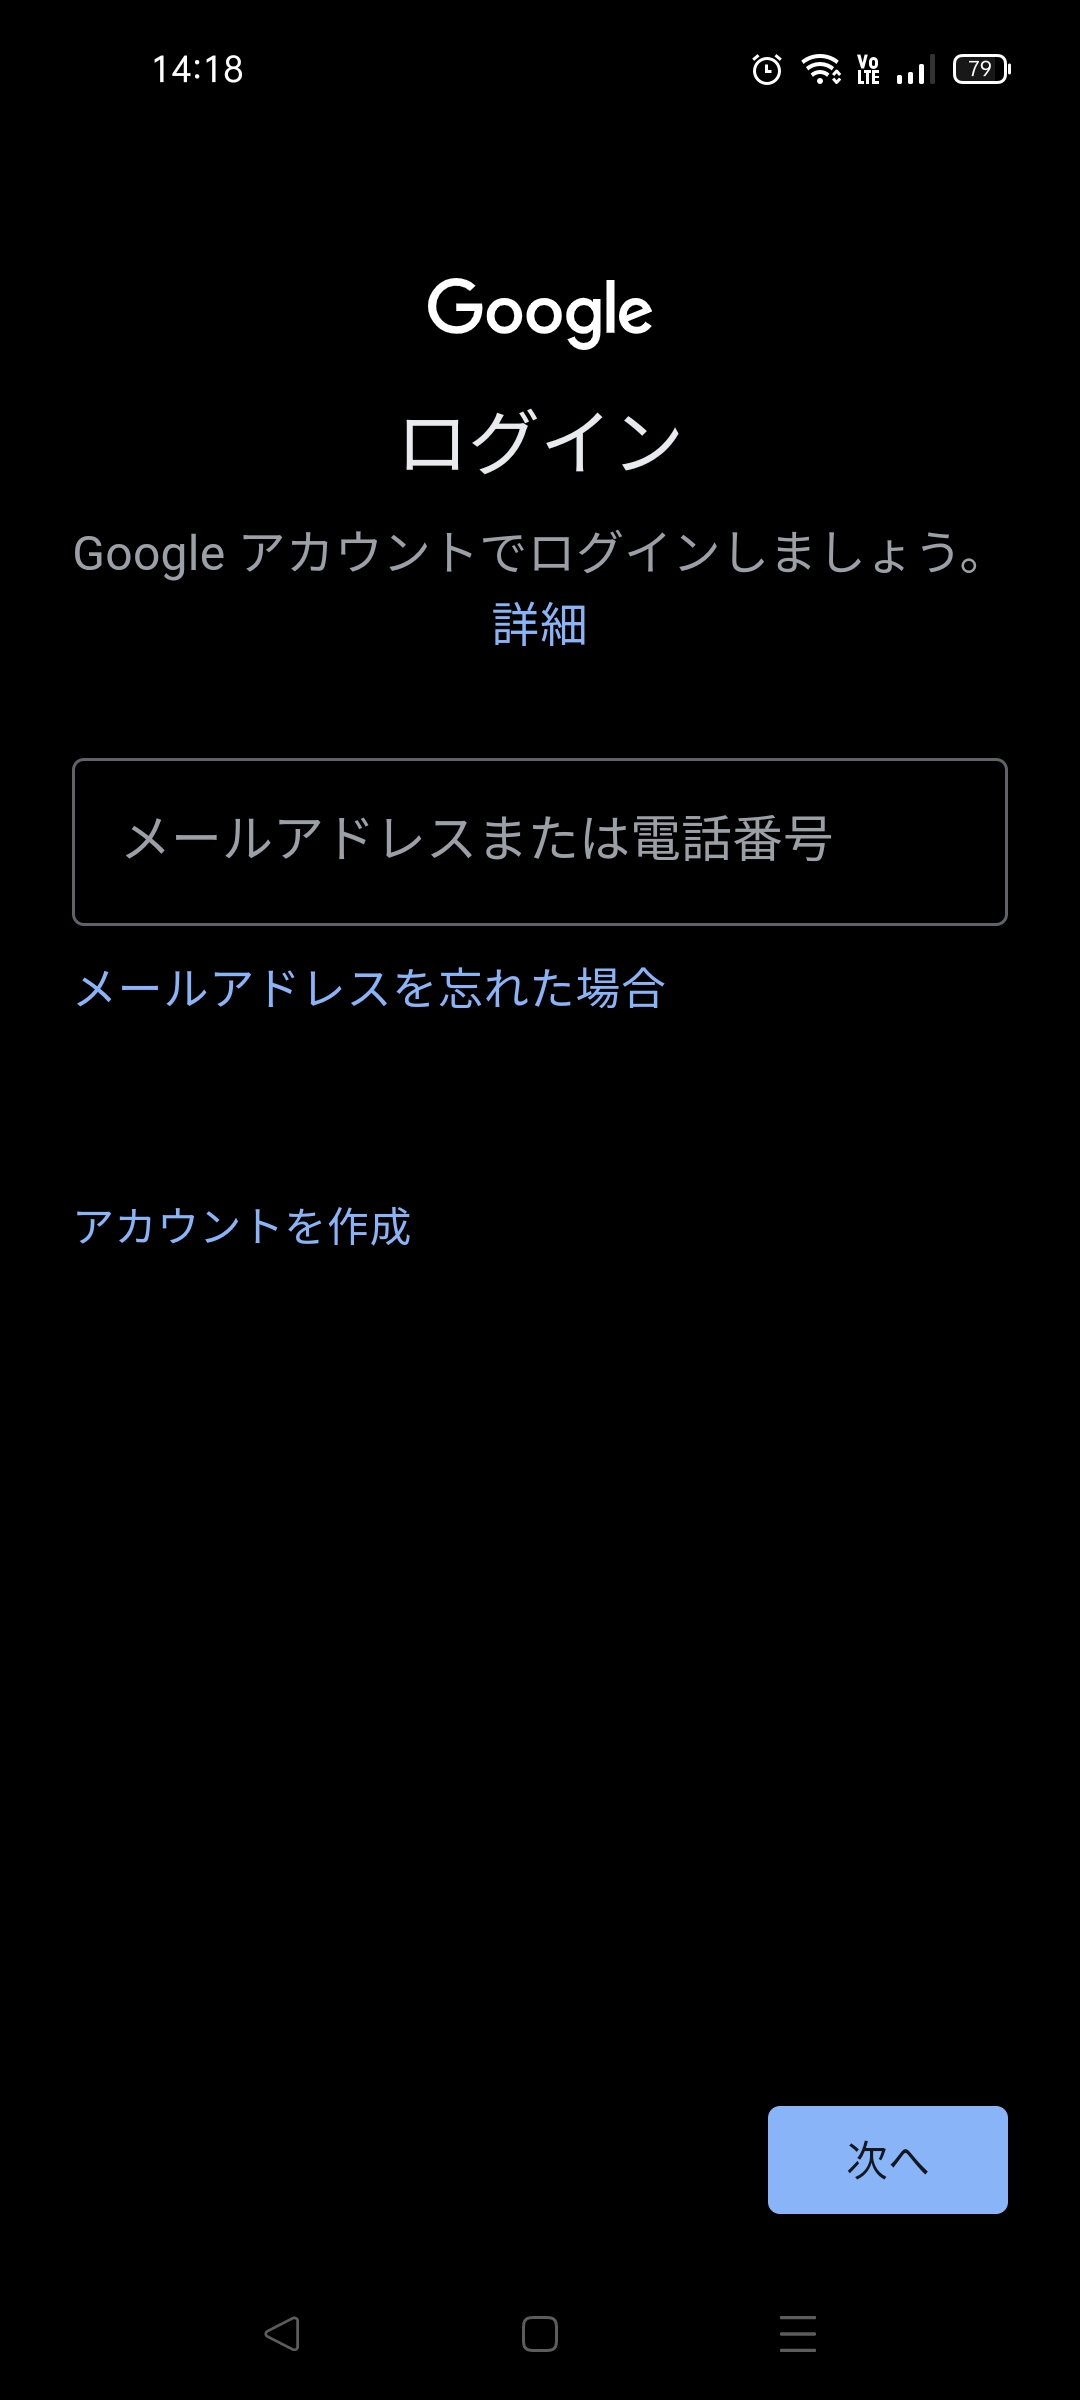 14:18
Vo LTE
79
Google
ログイン
Google アカウントでログインしましょう。
詳細
メールアドレスまたは電話番号
メールアドレスを忘れた場合
アカウントを作成
次へ